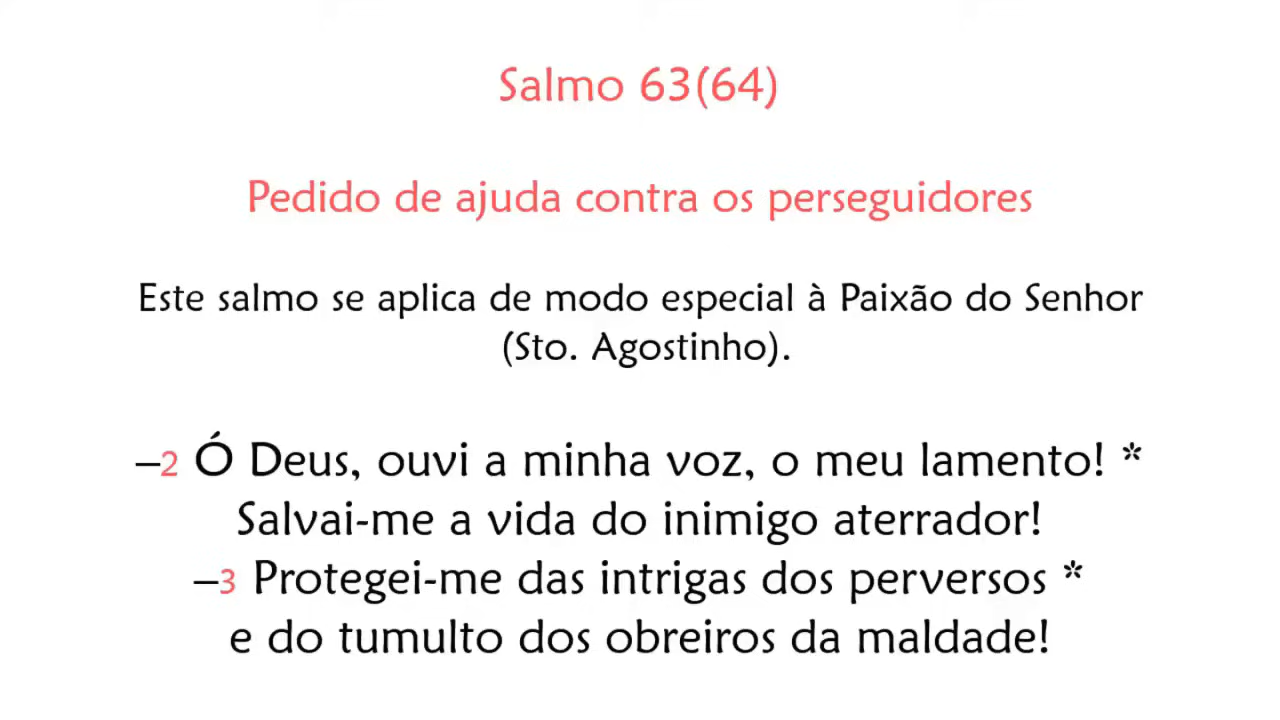 Salmo 63(64)
Pedido de ajuda contra os perseguidores
Este salmo se aplica de modo especial à Paixão do Senhor
(Sto. Agostinho).
–2 Ó Deus, ouvi a minha voz, o meu lamento! *
Salvai-me a vida do inimigo aterrador!
–3 Protegei-me das intrigas dos perversos *
e do tumulto dos obreiros da maldade!